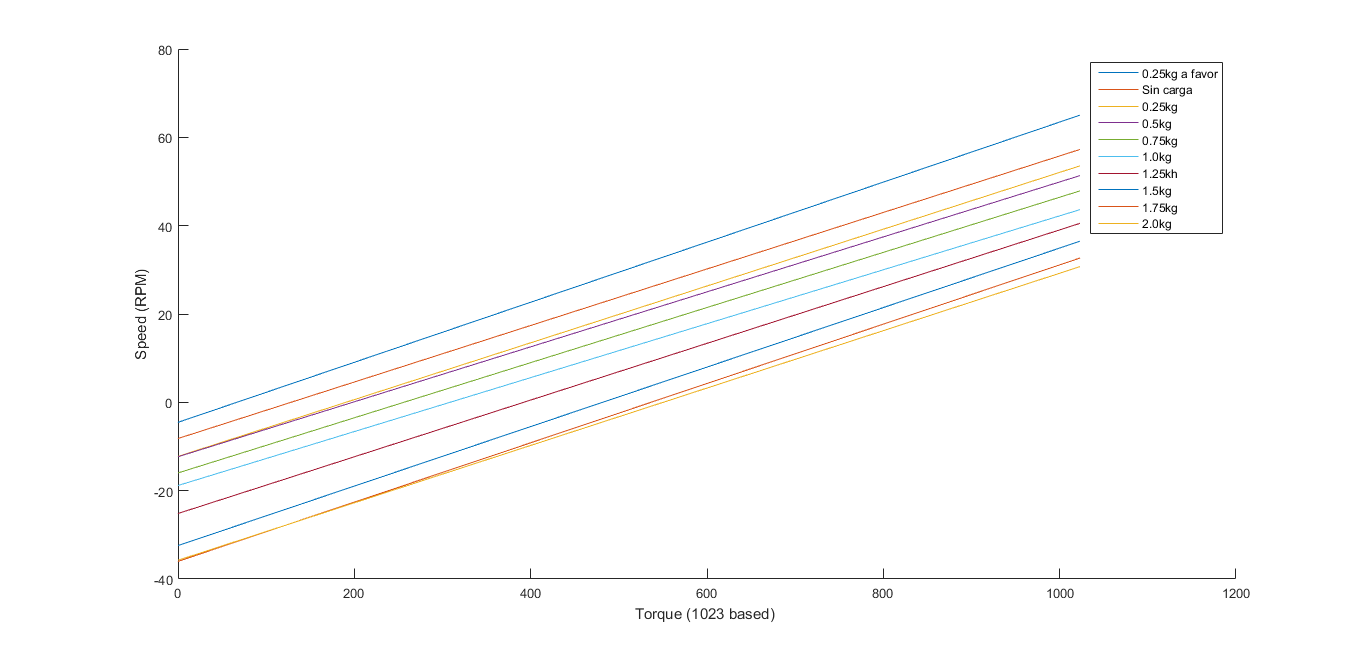 80
60
40
20
0
-20
-40
Speed (RPM)
0
200
400
600
800
1000
1200
Torque (1023 based)
0.25kg a favor
Sin carga
0.25kg
0.5kg
0.75kg
1.0kg
1.25kh
1.5kg
1.75kg
2.0kg